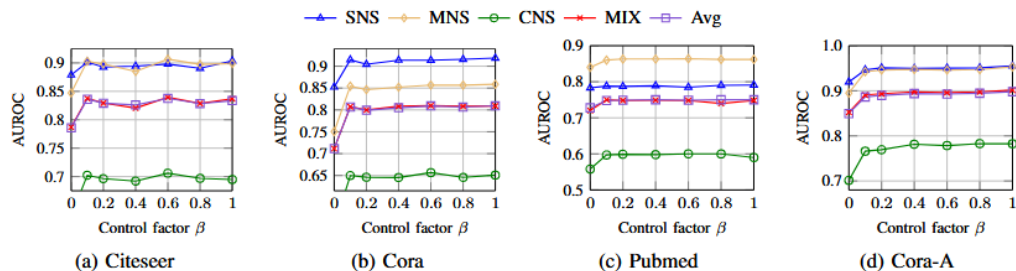 SNS MNS CNS MIX Avg
AUROC
0.9
0.85
0.8
0.75
0.7
0 0.2 0.4 0.6 0.8 1
Control factor β
(a) Citeseer
AUROC
0.9
0.85
0.8
0.75
0.7
0.65
0 0.2 0.4 0.6 0.8 1
Control factor β
(b) Cora
AUROC
0.9
0.8
0.7
0.6
0.5
0 0.2 0.4 0.6 0.8 1
Control factor β
(c) Pubmed
AUROC
1.0
0.9
0.8
0.7
0 0.2 0.4 0.6 0.8 1
Control factor β
(d) Cora-A